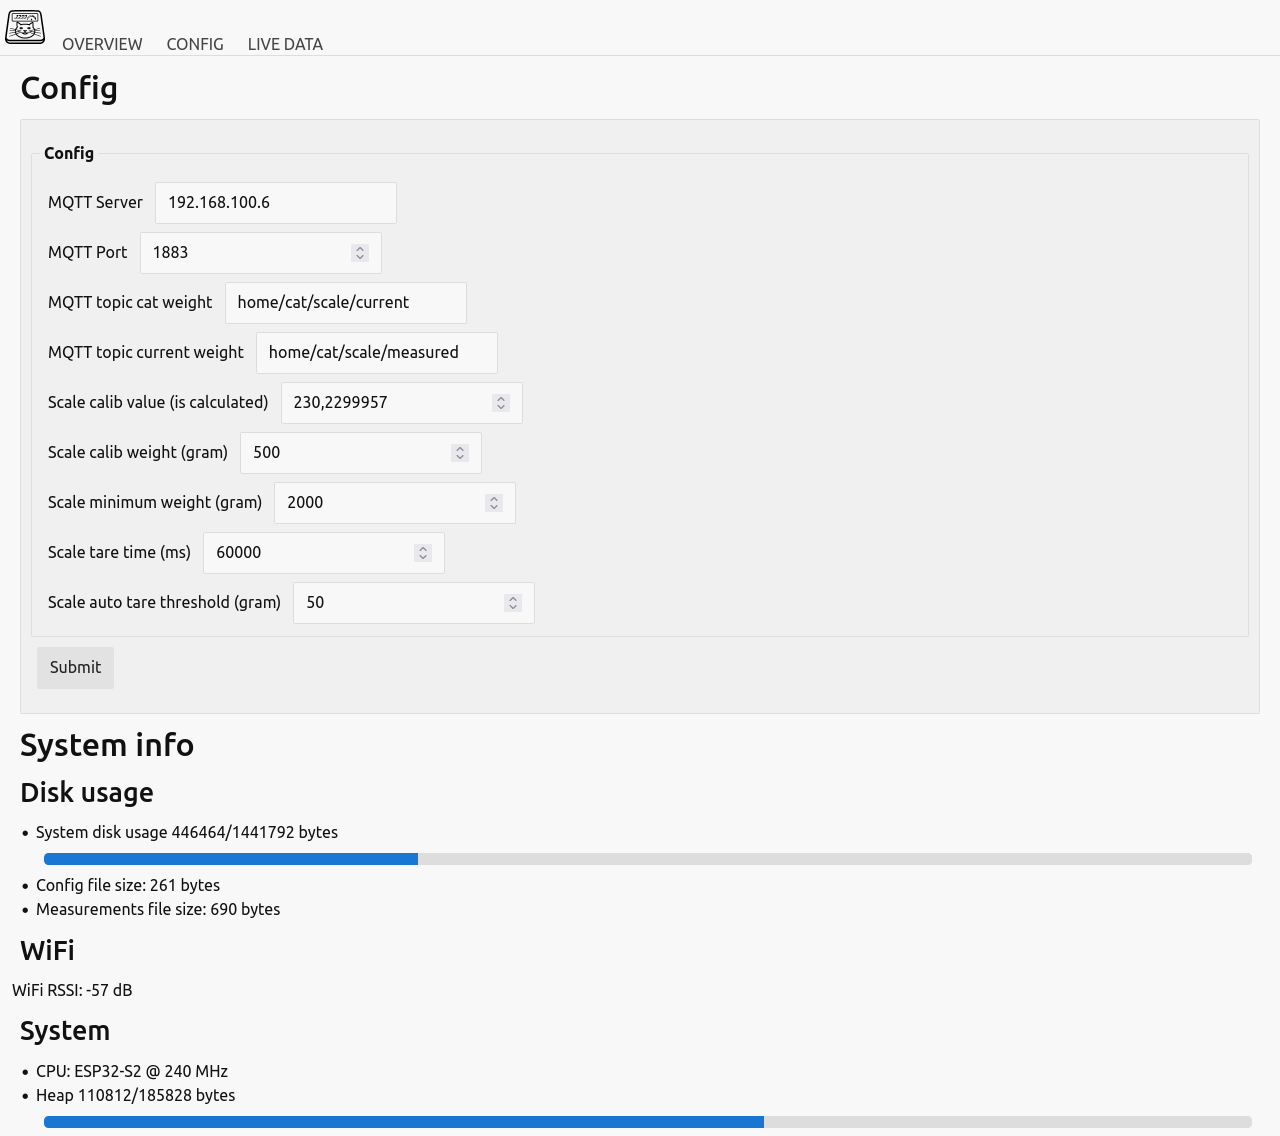 OVERVIEW CONFIG LIVE DATA
Config
Config
MQTT Server 192.168.100.6
MQTT Port 1883
MQTT topic cat weight home/cat/scale/current
MQTT topic current weight home/cat/scale/measured
Scale calib value (is calculated) 230,2299957
Scale calib weight (gram) 500
Scale minimum weight (gram) 2000
Scale tare time (ms) 60000
Scale auto tare threshold (gram) 50
Submit
System info
Disk usage
• System disk usage 446464/1441792 bytes
• Config file size: 261 bytes
• Measurements file size: 690 bytes
WiFi
WiFi RSSI: -57 dB
System
• CPU: ESP32-S2 @ 240 MHz
• Heap 110812/185828 bytes